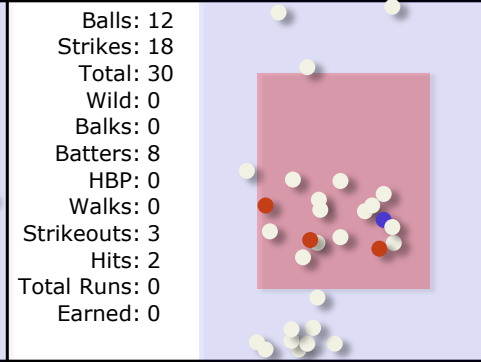 Balls: 12
Strikes: 18
Total: 30
Wild: 0
Balks: 0
Batters: 8
HBP: 0
Walks: 0
Strikeouts: 3
Hits: 2
Total Runs: 0
Earned: 0